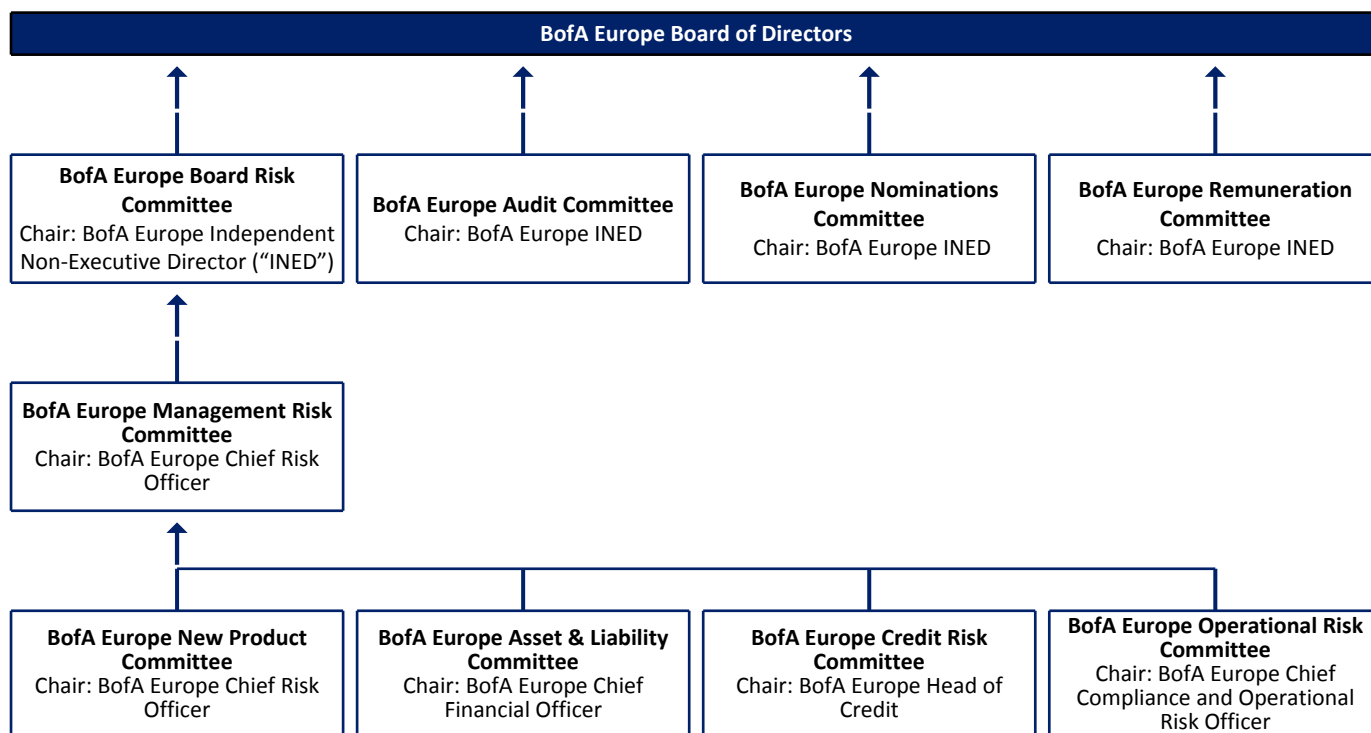 BofA Europe Board of Directors
BofA Europe Board Risk
Committee
Chair: BofA Europe Independent
Non-Executive Director (“INED”)
BofA Europe Audit Committee
Chair: BofA Europe INED
BofA Europe Nominations
Committee
Chair: BofA Europe INED
BofA Europe Remuneration
Committee
Chair: BofA Europe INED
BofA Europe Management Risk
Committee
Chair: BofA Europe Chief Risk
Officer
BofA Europe New Product
Committee
Chair: BofA Europe Chief Risk
Officer
BofA Europe Asset & Liability
Committee
Chair: BofA Europe Chief
Financial Officer
BofA Europe Credit Risk
Committee
Chair: BofA Europe Head of
Credit
BofA Europe Operational Risk
Committee
Chair: BofA Europe Chief
Compliance and Operational
Risk Officer